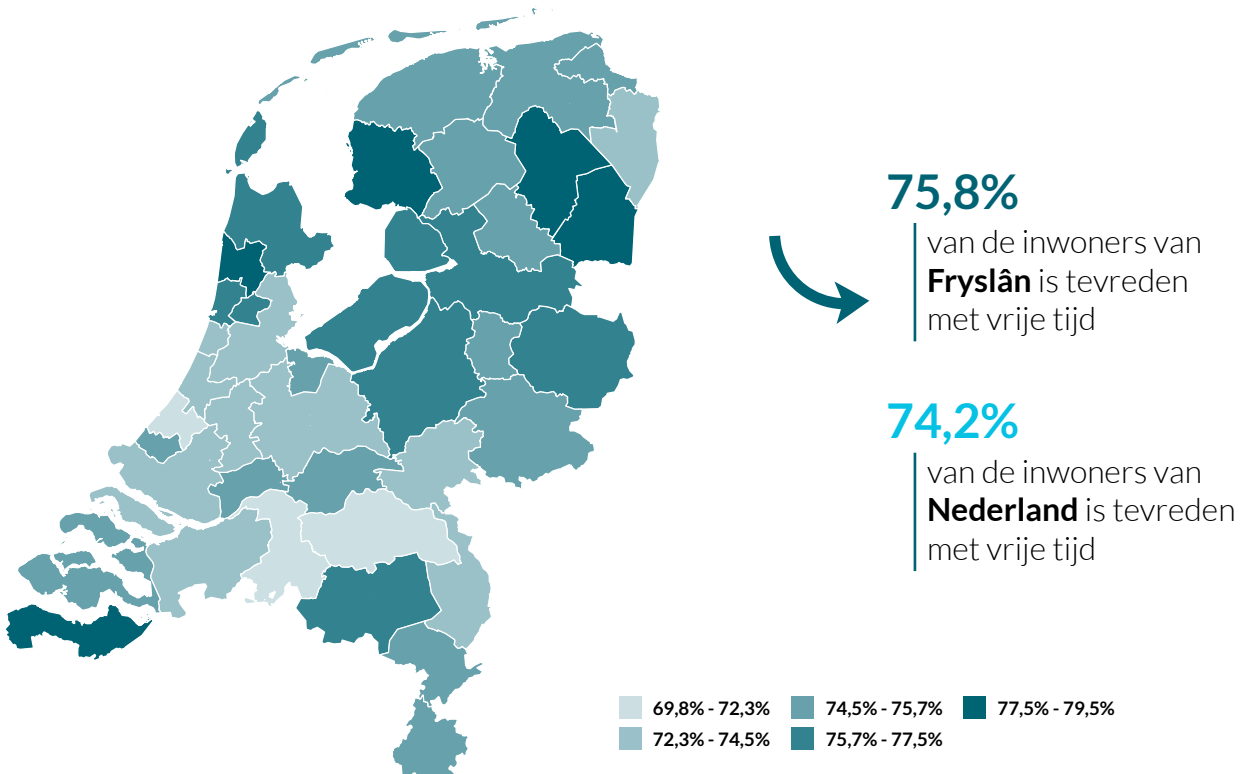 75,8%
van de inwoners van
Fryslân is tevreden
met vrije tijd
74,2%
van de inwoners van
Nederland is tevreden
met vrije tijd
69,8% - 72,3%
74,5% - 75,7%
77,5% - 79,5%
72,3% - 74,5%
75,7% - 77,5%